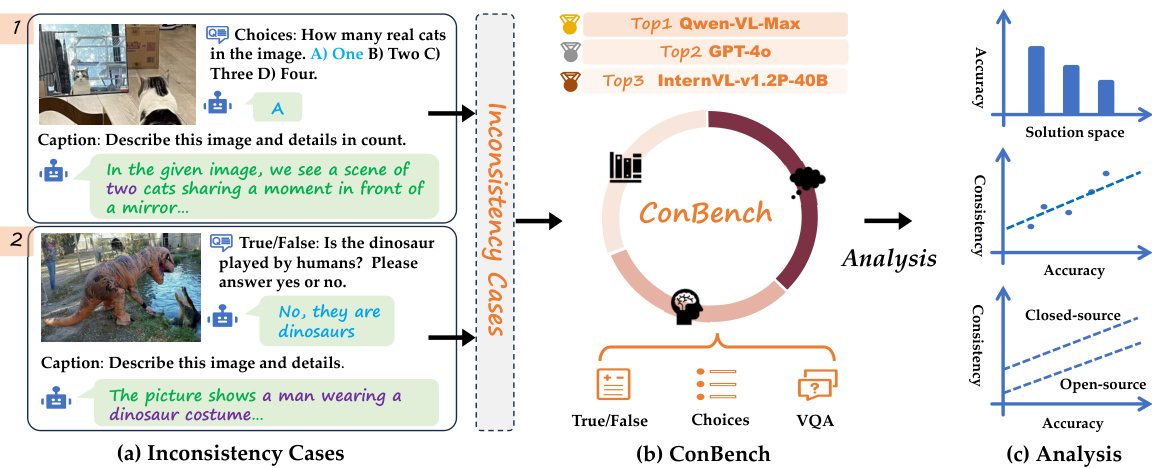 1
Choices: How many real cats
in the image. A) One B) Two C)
Three D) Four.
A
Caption: Describe this image and details in count.
In the given image, we see a scene of
two cats sharing a moment in front of
a mirror...
2
True/False: Is the dinosaur
played by humans? Please
answer yes or no.
No, they are
dinosaurs
Caption: Describe this image and details.
The picture shows a man wearing a
dinosaur costume...
(a) Inconsistency Cases
Inconsistency Cases
Top1 Qwen-VL-Max
Top2 GPT-4o
Top3 InternVL-v1.2P-40B
ConBench
True/False
Choices
VQA
(b) ConBench
Analysis
Accuracy
Solution space
Consistency
Accuracy
Consistency
Closed-source
Open-source
Accuracy
(c) Analysis